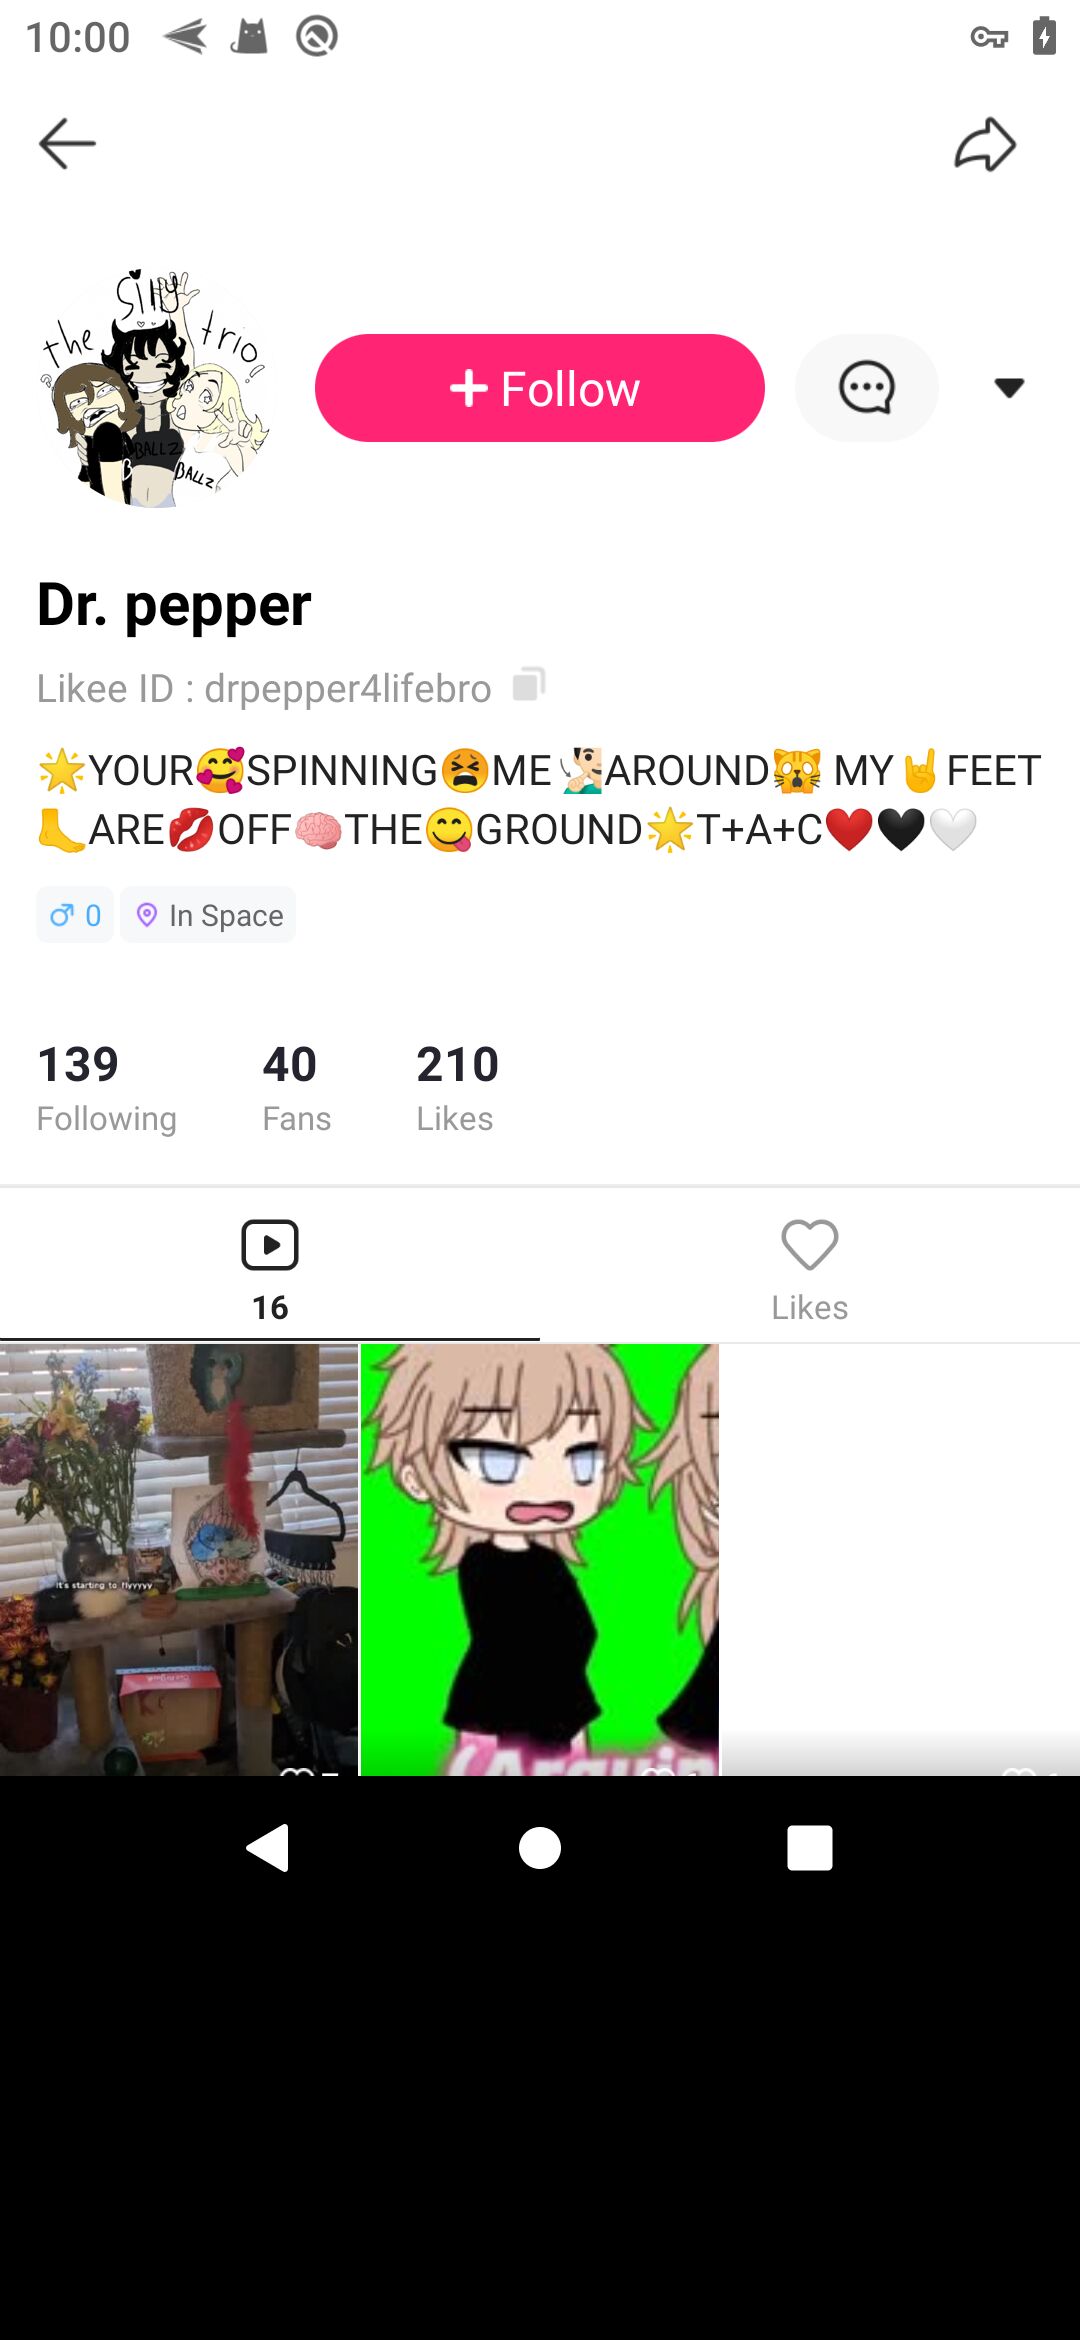 10:00
the silly trio!
BALLZ
BALLZ
Follow
Dr. pepper
Likee ID : drpepper4lifebro
🌟YOUR🥰SPINNING😫ME🧏🏻‍♂️AROUND🙀 MY🤘FEET
🦶ARE💋OFF🧠THE😋GROUND🌟T+A+C❤️🖤🤍
♂ 0 In Space
139 40 210
Following Fans Likes
16 Likes
it's starting to flyyyyy